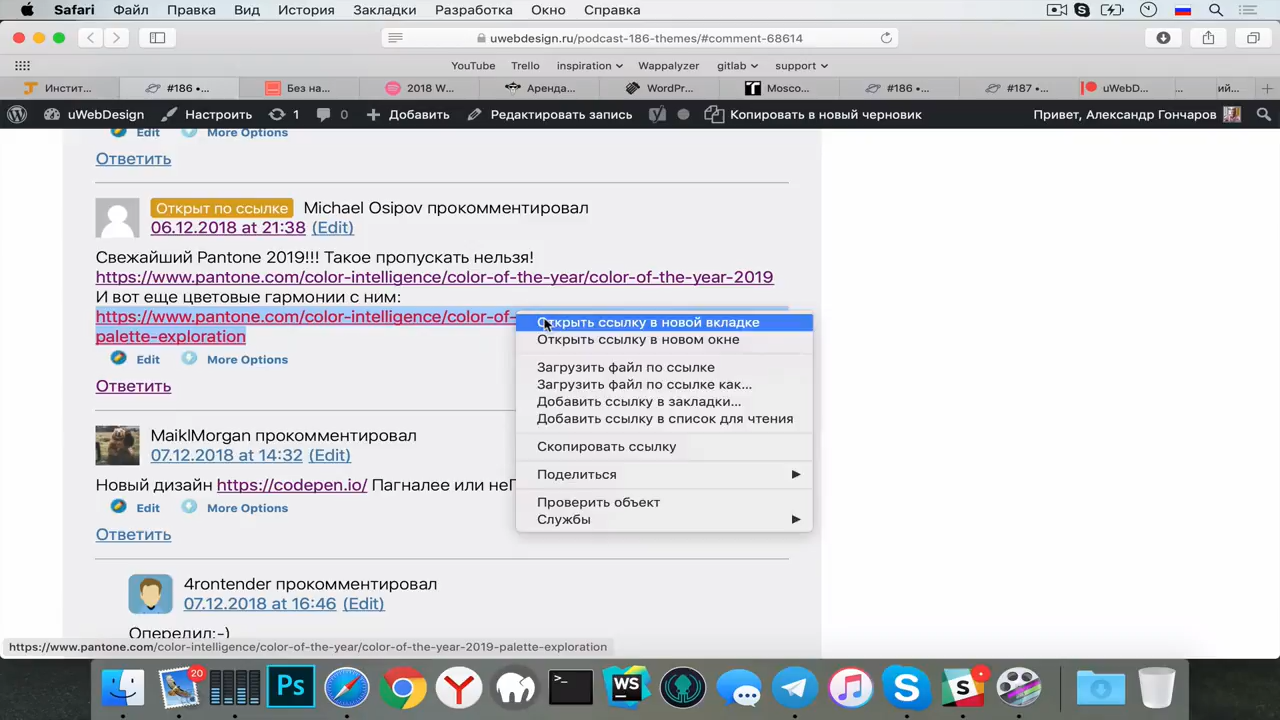 Safari Файл Правка Вид История Закладки Разработка Окно Справка
uwebdesign.ru/podcast-186-themes/#comment-68614
YouTube Trello inspiration Wappalyzer gitlab support
Инстит... #186 •... Без на... 2018 W... Аренда... WordPr... Mosco... #186 •... #187 •... uWebD... ... ий...
uWebDesign Настроить 1 0 Добавить Редактировать запись Копировать в новый черновик Привет, Александр Гончаров
Edit More Options
Ответить
Открыт по ссылке Michael Osipov прокомментировал
06.12.2018 at 21:38 (Edit)
Свежайший Pantone 2019!!! Такое пропускать нельзя!
https://www.pantone.com/color-intelligence/color-of-the-year/color-of-the-year-2019
И вот еще цветовые гармонии с ним:
https://www.pantone.com/color-intelligence/color-of-
palette-exploration
Edit More Options
Ответить
Открыть ссылку в новой вкладке
Открыть ссылку в новом окне
Загрузить файл по ссылке
Загрузить файл по ссылке как...
Добавить ссылку в закладки...
Добавить ссылку в список для чтения
Скопировать ссылку
Поделиться
Проверить объект
Службы
MaiklMorgan прокомментировал
07.12.2018 at 14:32 (Edit)
Новый дизайн https://codepen.io/ Пагналее или
Edit More Options
Ответить
4rontender прокомментировал
07.12.2018 at 16:46 (Edit)
Опередил:-)
https://www.pantone.com/color-intelligence/color-of-the-year/color-of-the-year-2019-palette-exploration
20
Ps
WS